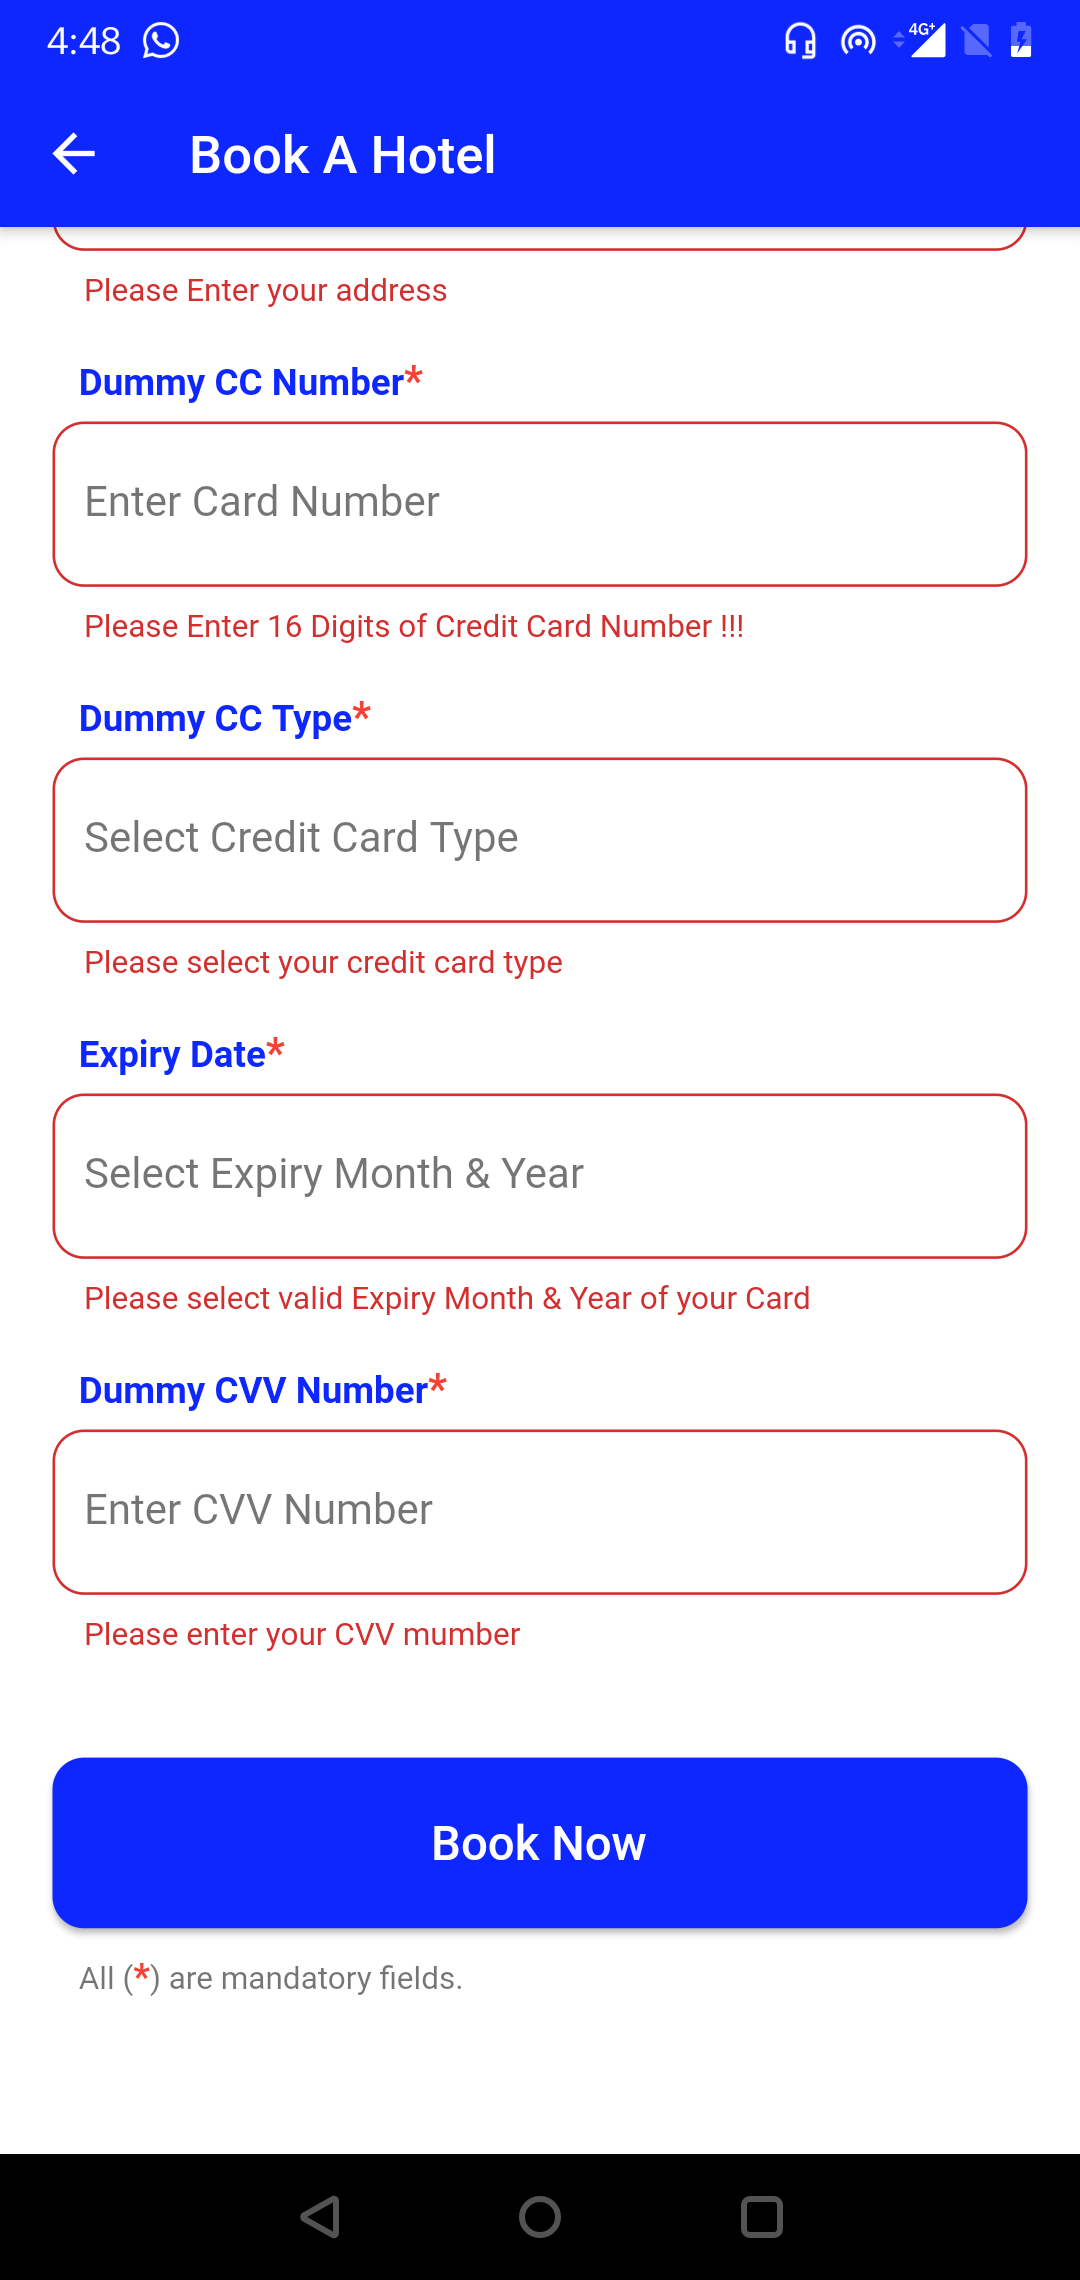 4:48
4G+
Book A Hotel
Please Enter your address
Dummy CC Number*
Enter Card Number
Please Enter 16 Digits of Credit Card Number !!!
Dummy CC Type*
Select Credit Card Type
Please select your credit card type
Expiry Date*
Select Expiry Month & Year
Please select valid Expiry Month & Year of your Card
Dummy CVV Number*
Enter CVV Number
Please enter your CVV mumber
Book Now
All (*) are mandatory fields.